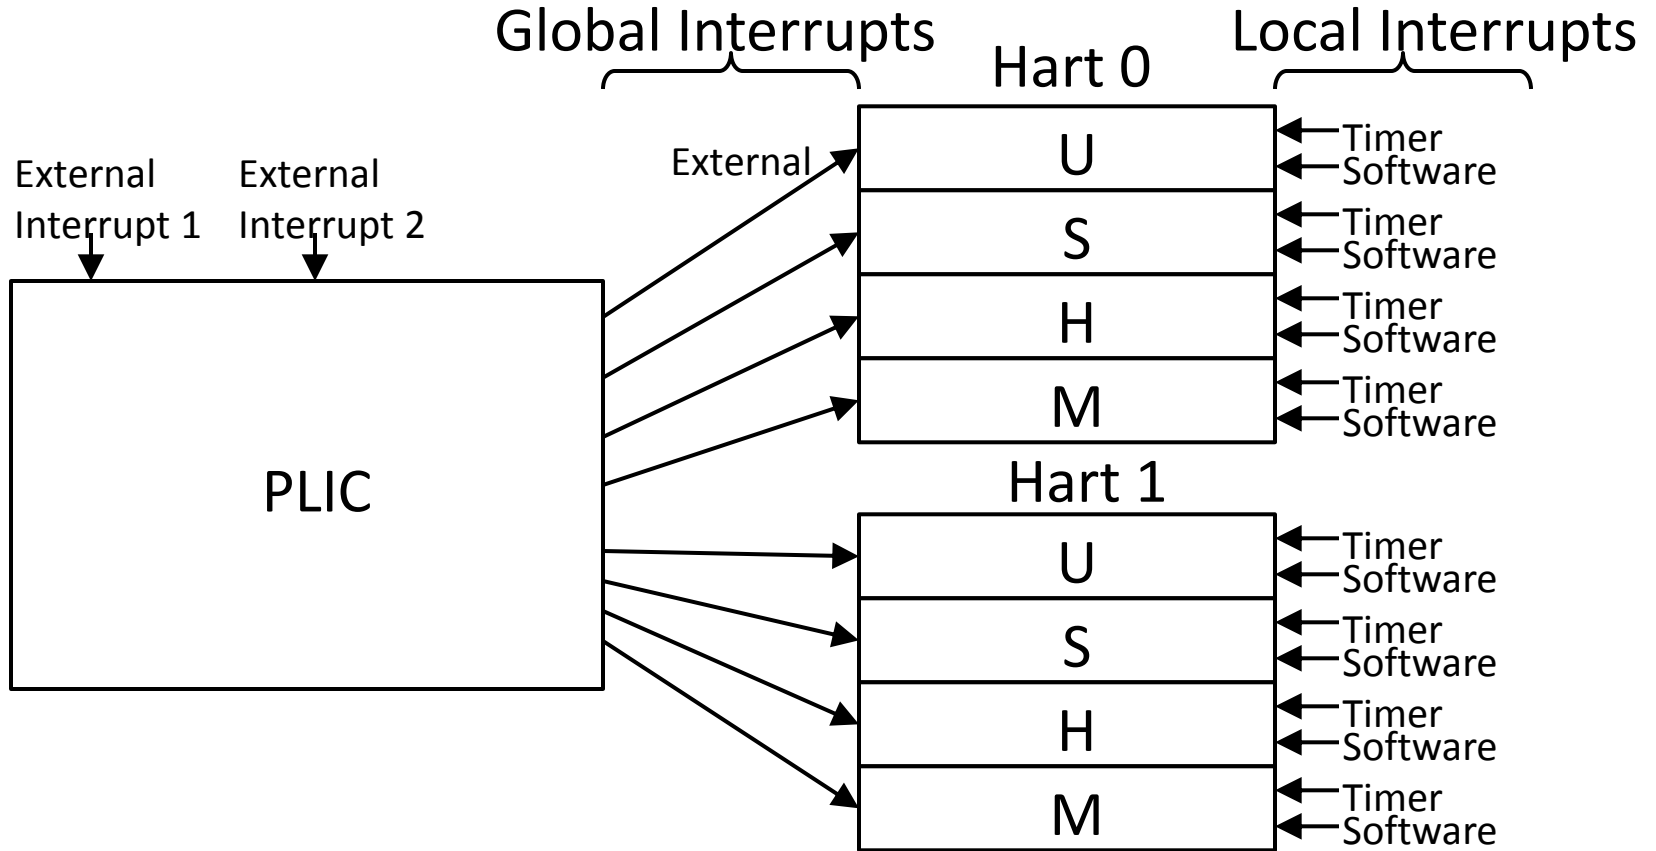 Global Interrupts
Local Interrupts
Hart 0
External
Interrupt 1
External
Interrupt 2
External
U
Timer
Software
S
Timer
Software
H
Timer
Software
M
Timer
Software
PLIC
Hart 1
U
Timer
Software
S
Timer
Software
H
Timer
Software
M
Timer
Software